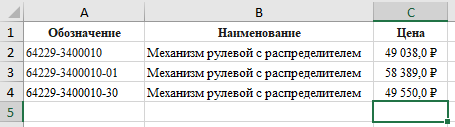 A B C
1 Обозначение Наименование Цена
2 64229-3400010 Механизм рулевой с распределителем 49 038,0 ₽
3 64229-3400010-01 Механизм рулевой с распределителем 58 389,0 ₽
4 64229-3400010-30 Механизм рулевой с распределителем 49 550,0 ₽
5